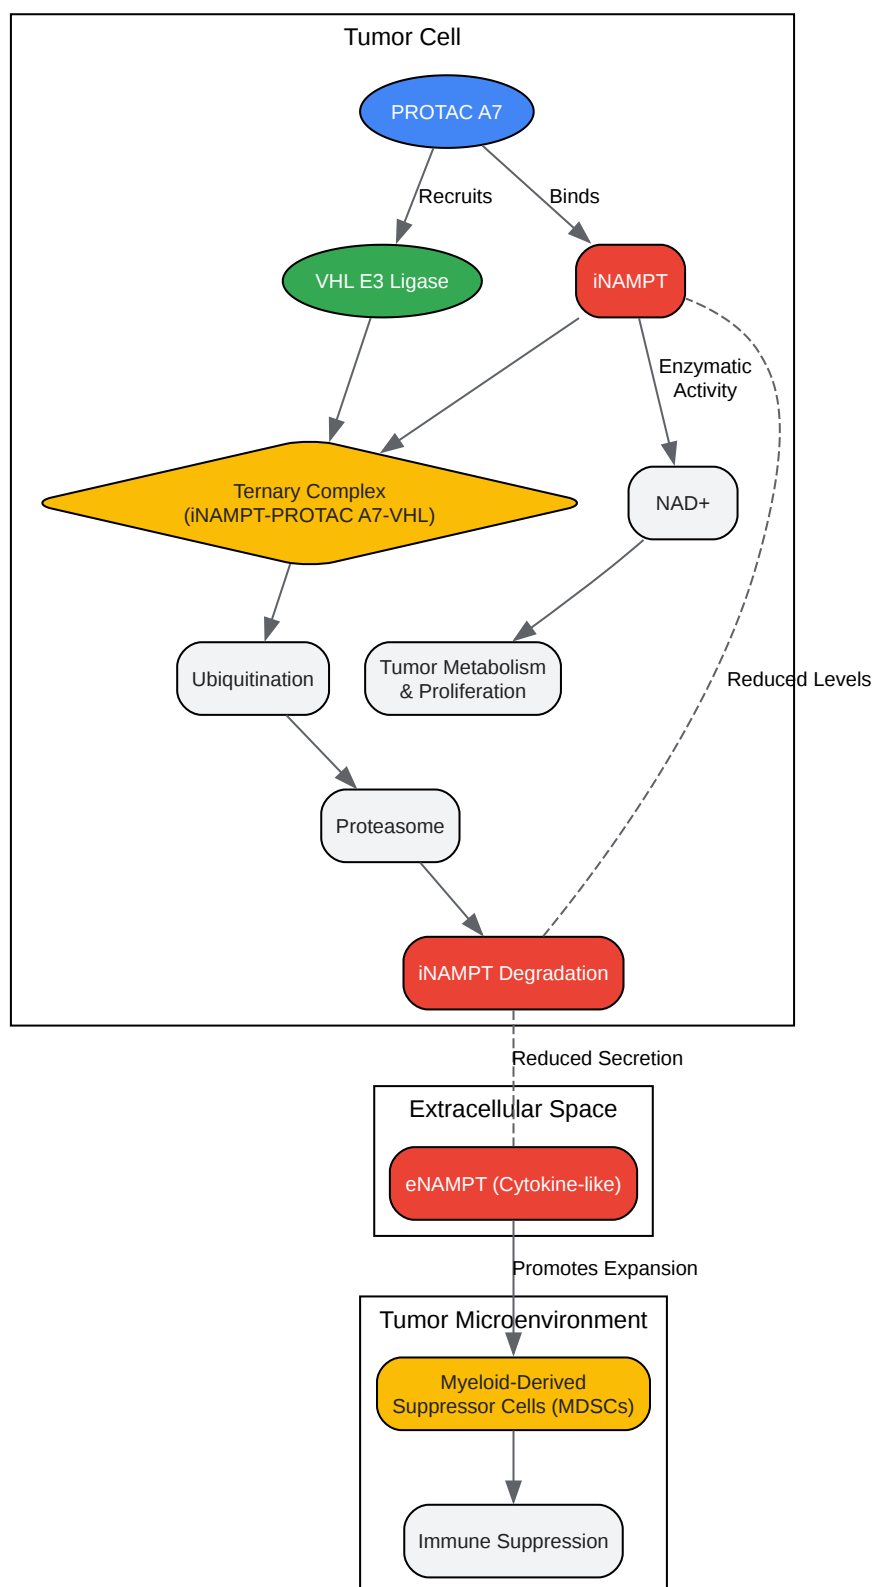 Tumor Cell
PROTAC A7
Recruits
Binds
VHL E3 Ligase
iNAMPT
Enzymatic
Activity
Ternary Complex
(iNAMPT-PROTAC A7-VHL)
NAD+
Ubiquitination
Tumor Metabolism
& Proliferation
Reduced Levels
Proteasome
iNAMPT Degradation
Reduced Secretion
Extracellular Space
eNAMPT (Cytokine-like)
Promotes Expansion
Tumor Microenvironment
Myeloid-Derived
Suppressor Cells (MDSCs)
Immune Suppression